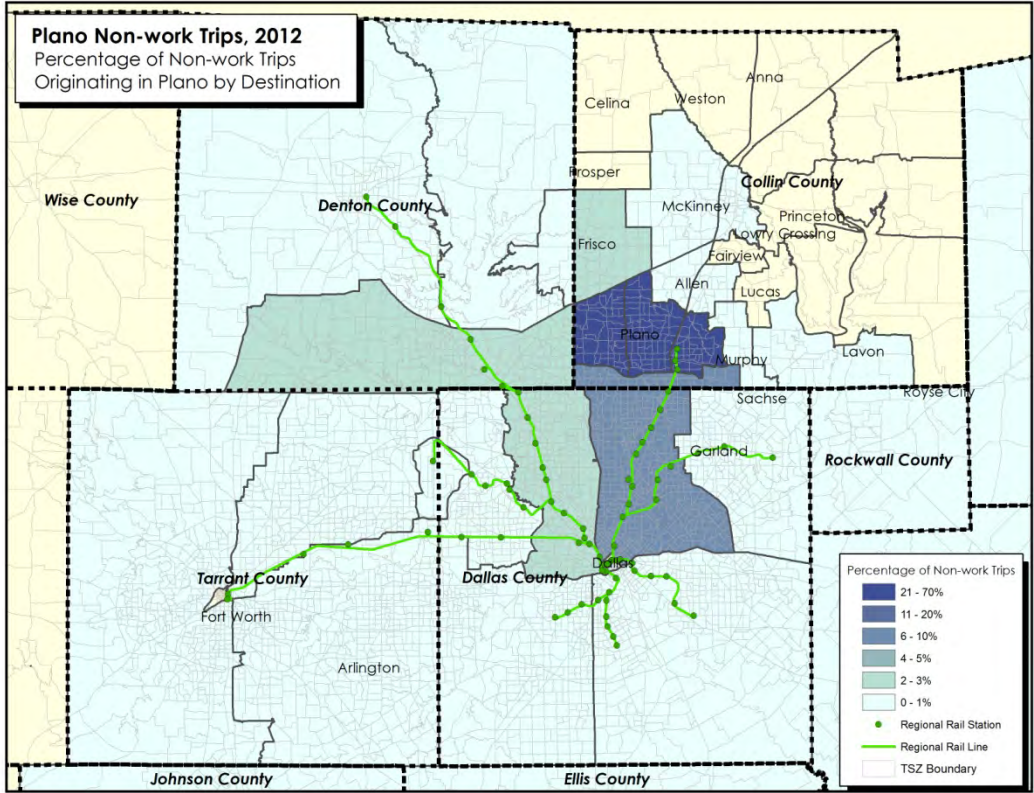 Plano Non-work Trips, 2012
Percentage of Non-work Trips
Originating in Plano by Destination
Anna
Weston
Celina
Prosper
Collin County
Wise County
Denton County
McKinney
Princeton
Lowry Crossing
Frisco
Fairview
Allen
Lucas
Plano
Murphy
Lavon
Sachse
Royse City
Garland
Rockwall County
Dallas
Tarrant County
Dallas County
Fort Worth
Arlington
Johnson County
Ellis County
Percentage of Non-work Trips
21 - 70%
11 - 20%
6 - 10%
4 - 5%
2 - 3%
0 - 1%
Regional Rail Station
Regional Rail Line
TSZ Boundary